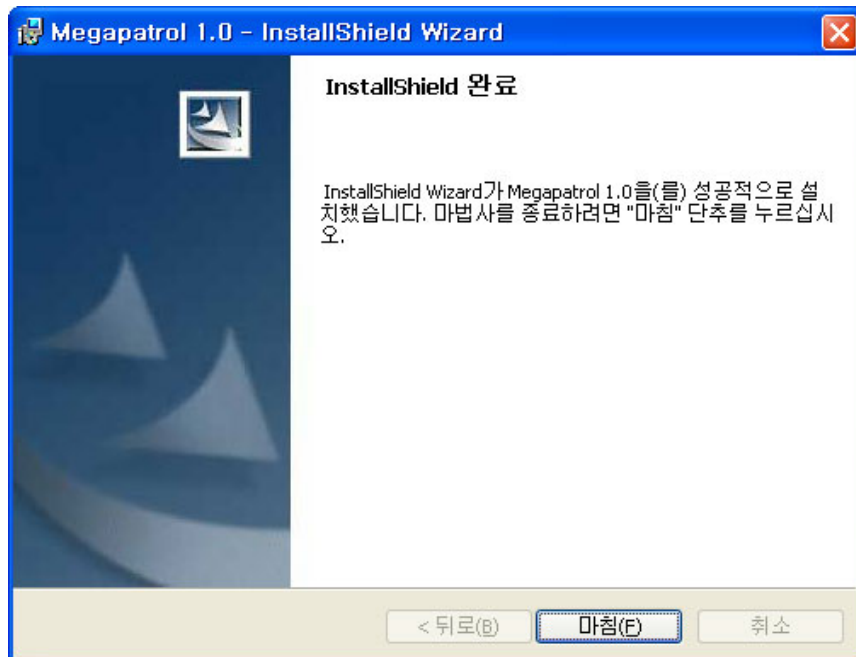 Megapatrol 1.0 - InstallShield Wizard
InstallShield 완료
InstallShield Wizard가 Megapatrol 1.0을(를) 성공적으로 설
치했습니다. 마법사를 종료하려면 "마침" 단추를 누르십시
오.
< 뒤로(B)
마침(F)
취소